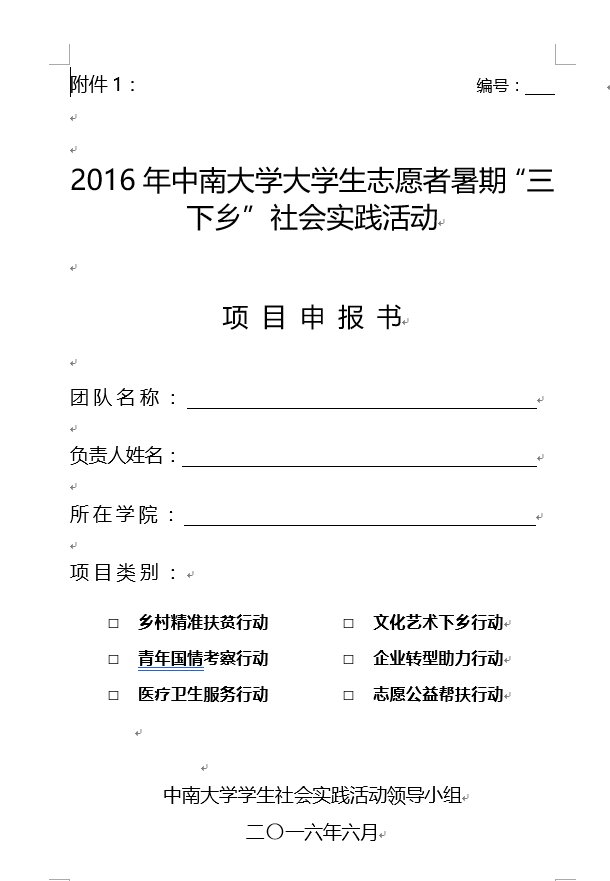 附件 1：	编号：___
2016 年中南大学大学生志愿者暑期“三
下乡”社会实践活动
项 目 申 报 书
团队名称：
负责人姓名：
所在学院：
项目类别：
□ 乡村精准扶贫行动	□ 文化艺术下乡行动
□ 青年国情考察行动	□ 企业转型助力行动
□ 医疗卫生服务行动	□ 志愿公益帮扶行动
中南大学学生社会实践活动领导小组
二〇一六年六月